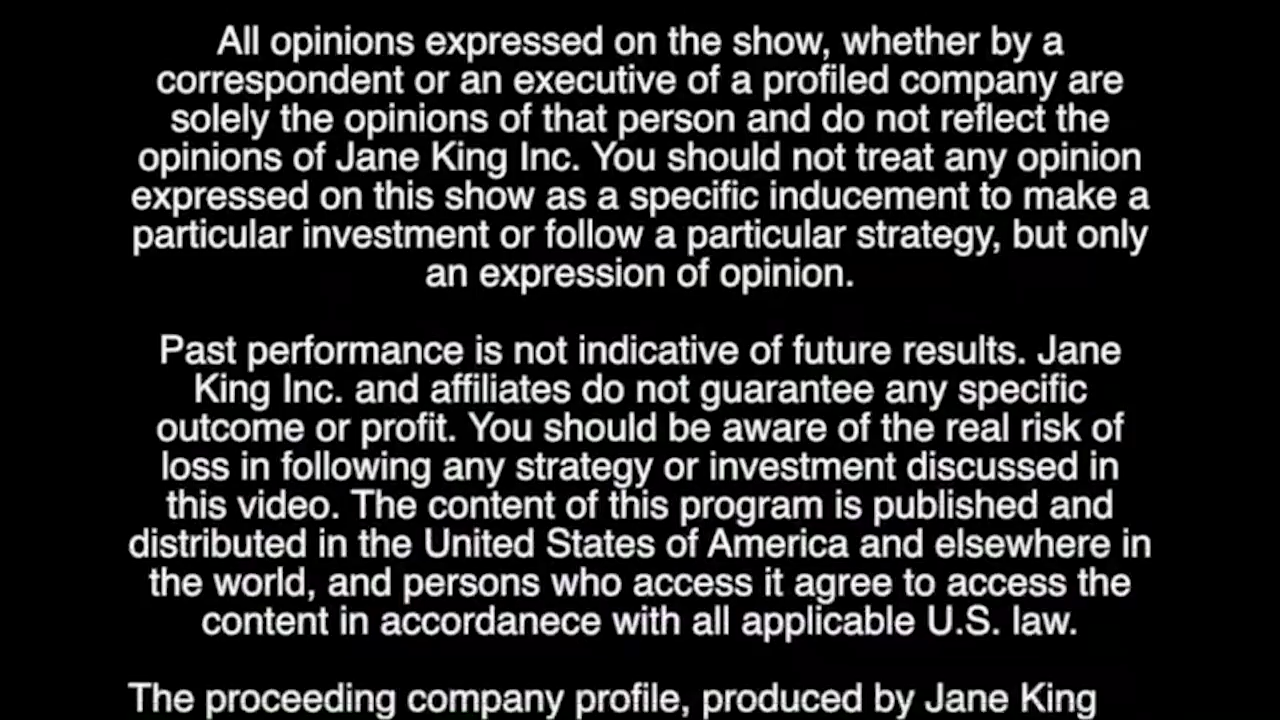 All opinions expressed on the show, whether by a
correspondent or an executive of a profiled company are
solely the opinions of that person and do not reflect the
opinions of Jane King Inc. You should not treat any opinion
expressed on this show as a specific inducement to make a
particular investment or follow a particular strategy, but only
an expression of opinion.
Past performance is not indicative of future results. Jane
King Inc. and affiliates do not guarantee any specific
outcome or profit. You should be aware of the real risk of
loss in following any strategy or investment discussed in
this video. The content of this program is published and
distributed in the United States of America and elsewhere in
the world, and persons who access it agree to access the
content in accordanece with all applicable U.S. law.
The proceeding company profile, produced by Jane King